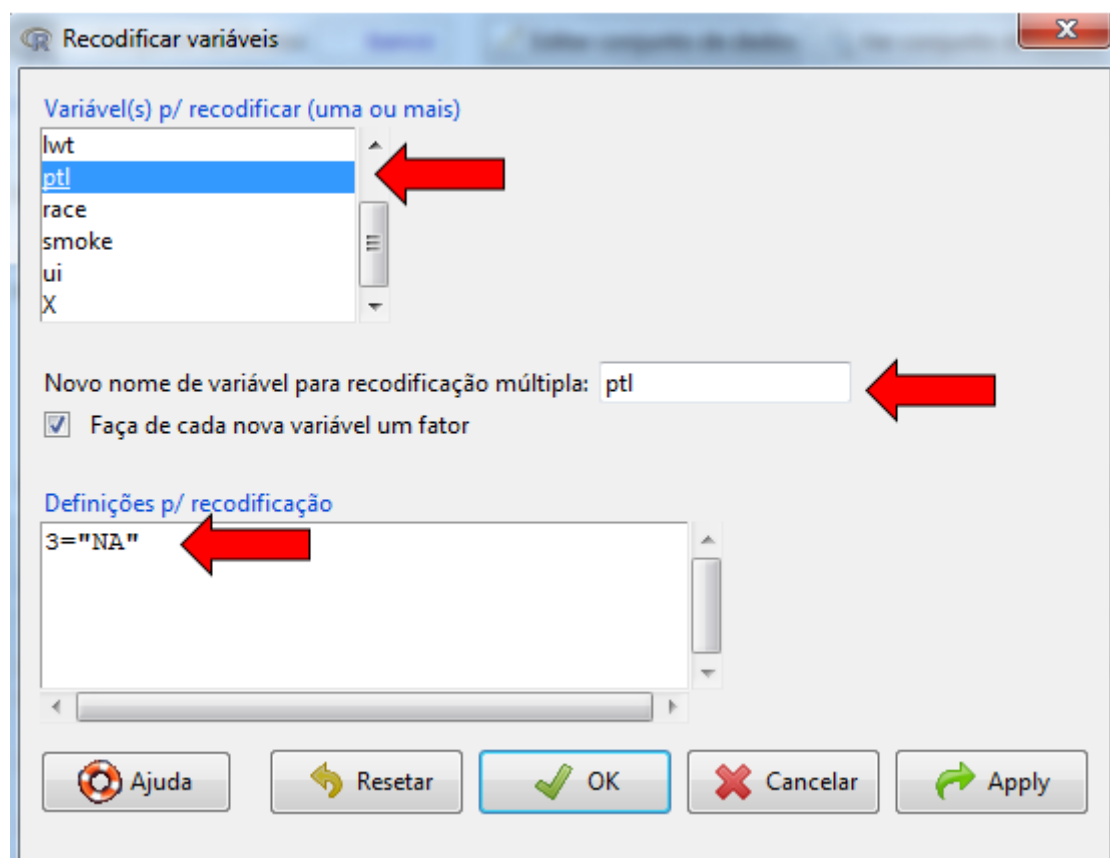 Recodificar variáveis
Variável(s) p/ recodificar (uma ou mais)
lwt
ptl
race
smoke
ui
X
Novo nome de variável para recodificação múltipla: ptl
Faça de cada nova variável um fator
Definições p/ recodificação
3="NA"
Ajuda Resetar OK Cancelar Apply